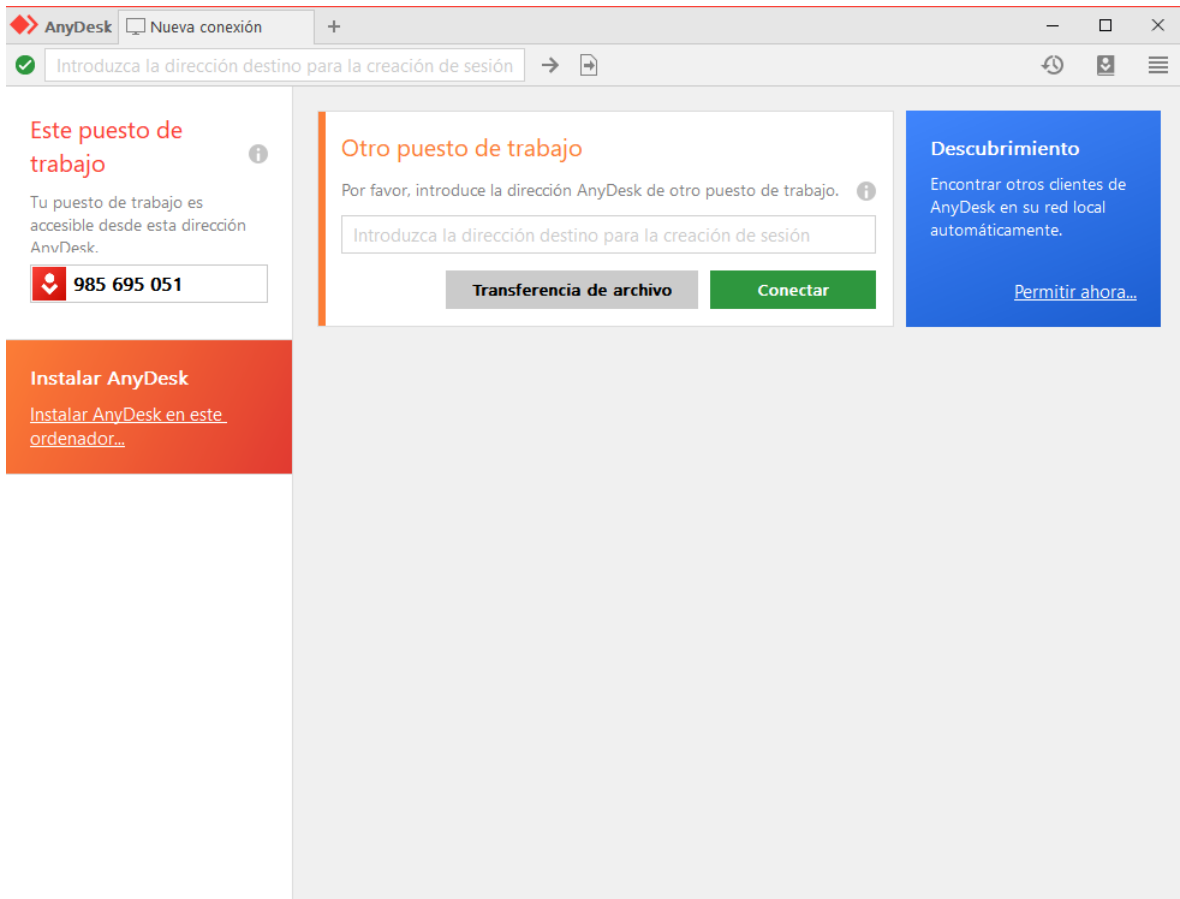 AnyDesk
Nueva conexión
+
Introduzca la dirección destino para la creación de sesión
Este puesto de
trabajo
Tu puesto de trabajo es
accesible desde esta dirección
AnyDesk.
985 695 051
Instalar AnyDesk
Instalar AnyDesk en este
ordenador...
Otro puesto de trabajo
Por favor, introduce la dirección AnyDesk de otro puesto de trabajo.
Introduzca la dirección destino para la creación de sesión
Transferencia de archivo
Conectar
Descubrimiento
Encontrar otros clientes de
AnyDesk en su red local
automáticamente.
Permitir ahora...